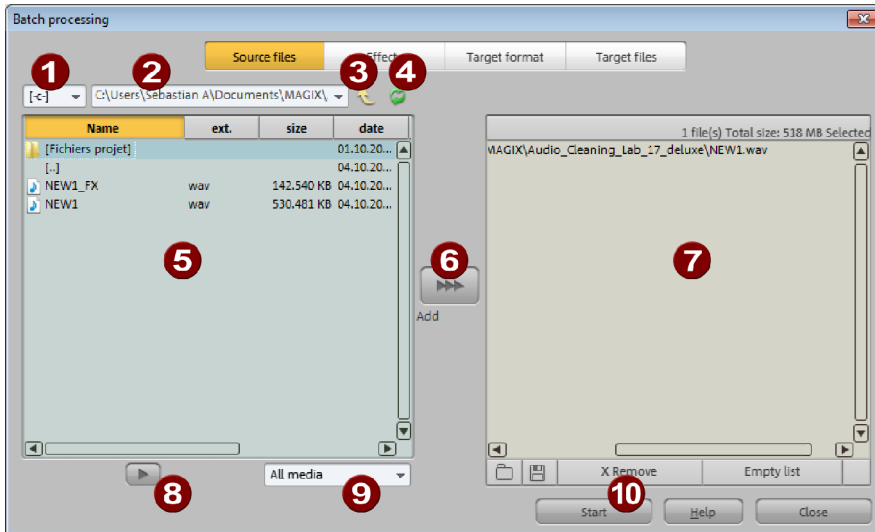 Batch processing
Source files Effects Target format Target files
1 2 3 4
[-c-] C:\Users\Sebastian A\Documents\MAGIX\
Name ext. size date
1 file(s) Total size: 518 MB Selected
[Fichiers projet] 01.10.20...
MAGIX\Audio_Cleaning_Lab_17_deluxe\NEW1.wav
[..] 04.10.20...
NEW1_FX wav 142.540 KB 04.10.20...
NEW1 wav 530.481 KB 04.10.20...
5 6 7
Add
All media
8 9
X Remove Empty list
10
Start Help Close